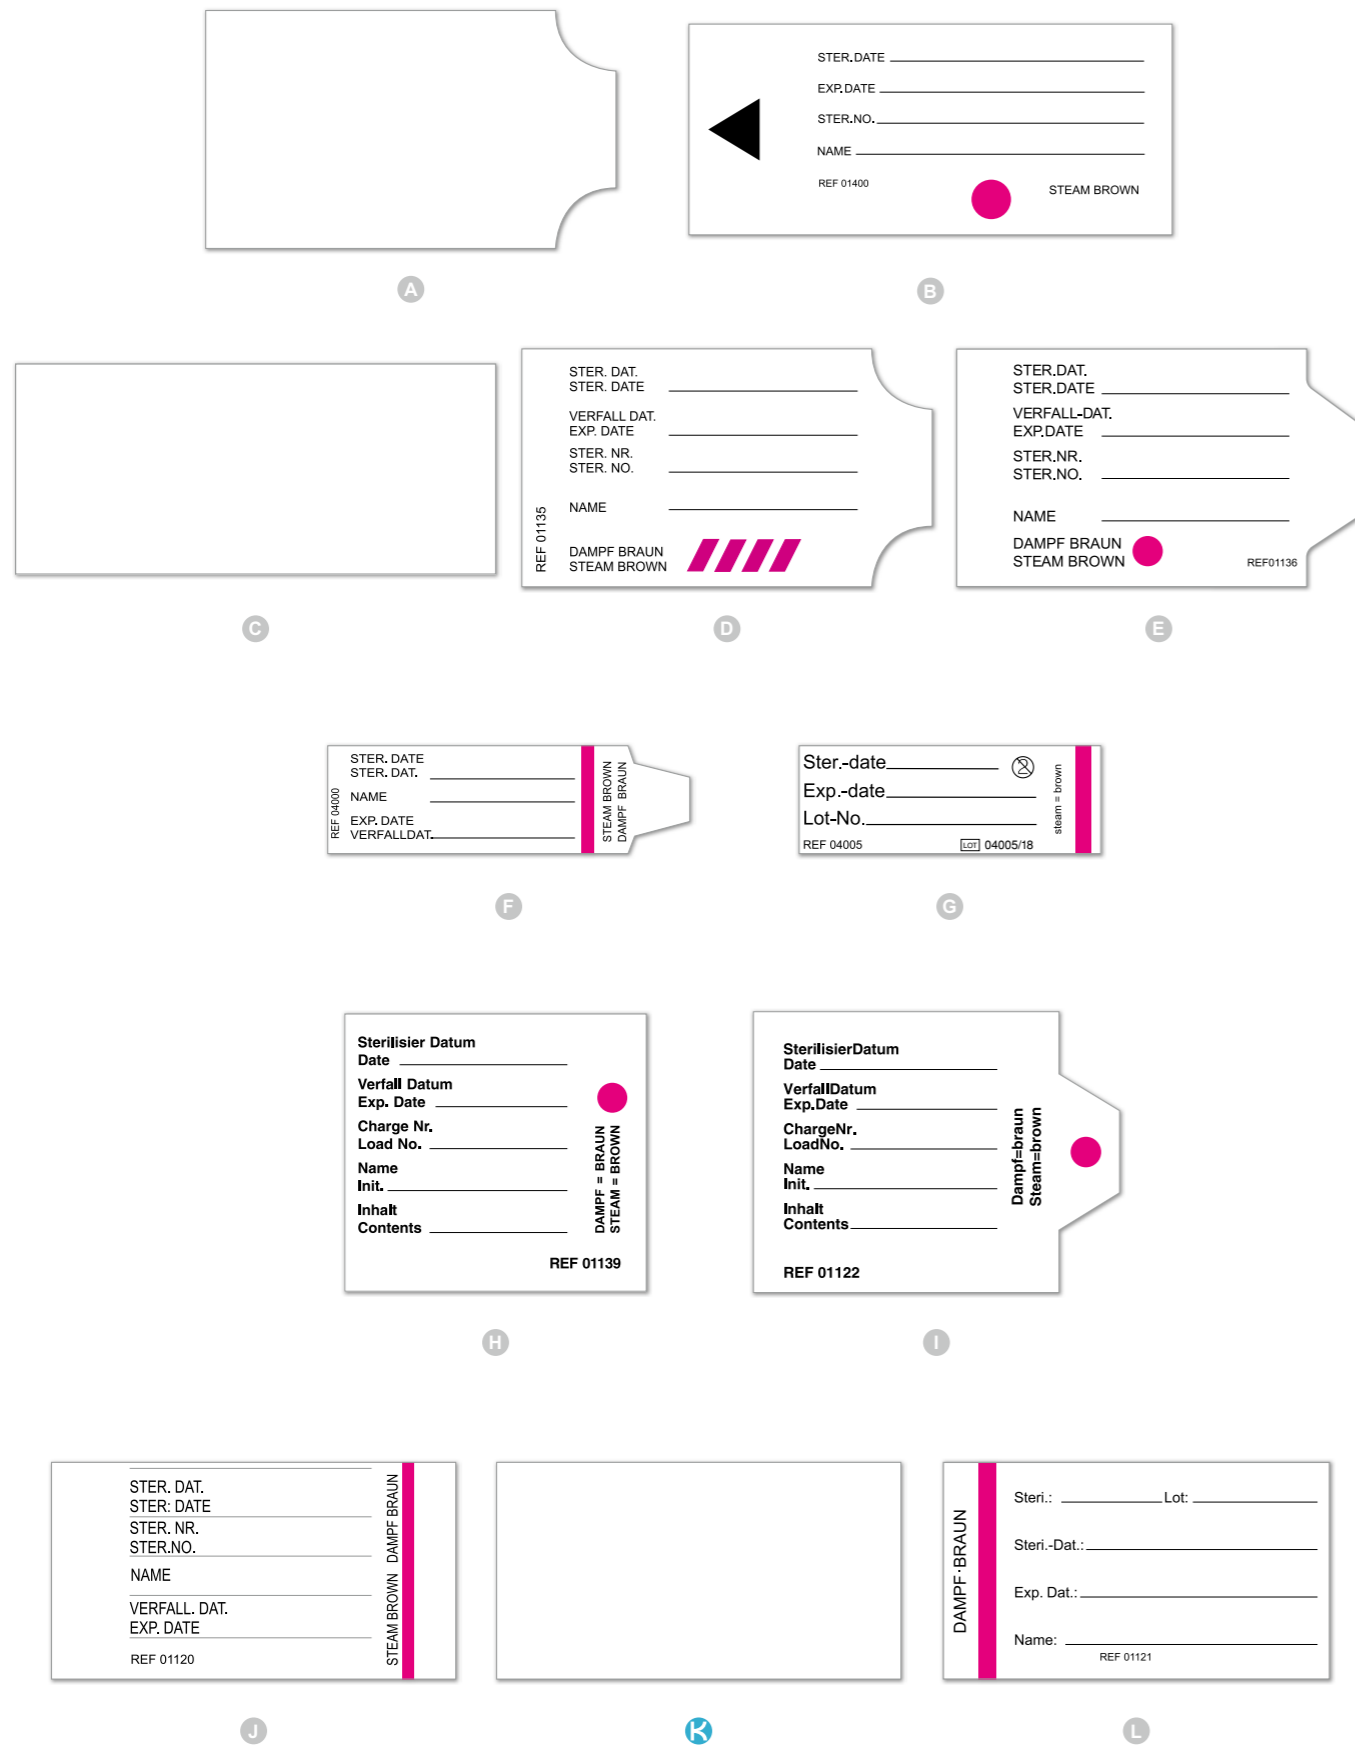 STER.DATE
EXP.DATE
STER.NO.
NAME
REF 01400
STEAM BROWN
A
B
STER. DAT.
STER. DATE
VERFALL DAT.
EXP. DATE
STER. NR.
STER. NO.
NAME
REF 01135
DAMPF BRAUN
STEAM BROWN
STER.DAT.
STER.DATE
VERFALL-DAT.
EXP.DATE
STER.NR.
STER.NO.
NAME
DAMPF BRAUN
STEAM BROWN
REF01136
C
D
E
REF 04000
STER. DATE
STER. DAT.
NAME
EXP. DATE
VERFALLDAT.
STEAM BROWN
DAMPF BRAUN
Ster.-date
Exp.-date
Lot-No.
REF 04005
2
LOT 04005/18
steam = brown
F
G
Sterilisier Datum
Date
Verfall Datum
Exp. Date
Charge Nr.
Load No.
Name
Init.
Inhalt
Contents
DAMPF = BRAUN
STEAM = BROWN
REF 01139
SterilisierDatum
Date
VerfallDatum
Exp.Date
ChargeNr.
LoadNo.
Name
Init.
Inhalt
Contents
Dampf=braun
Steam=brown
REF 01122
H
I
STER. DAT.
STER: DATE
STER. NR.
STER.NO.
NAME
VERFALL. DAT.
EXP. DATE
REF 01120
STEAM BROWN DAMPF BRAUN
DAMPF·BRAUN
Steri.: Lot:
Steri.-Dat.:
Exp. Dat.:
Name:
REF 01121
J
K
L